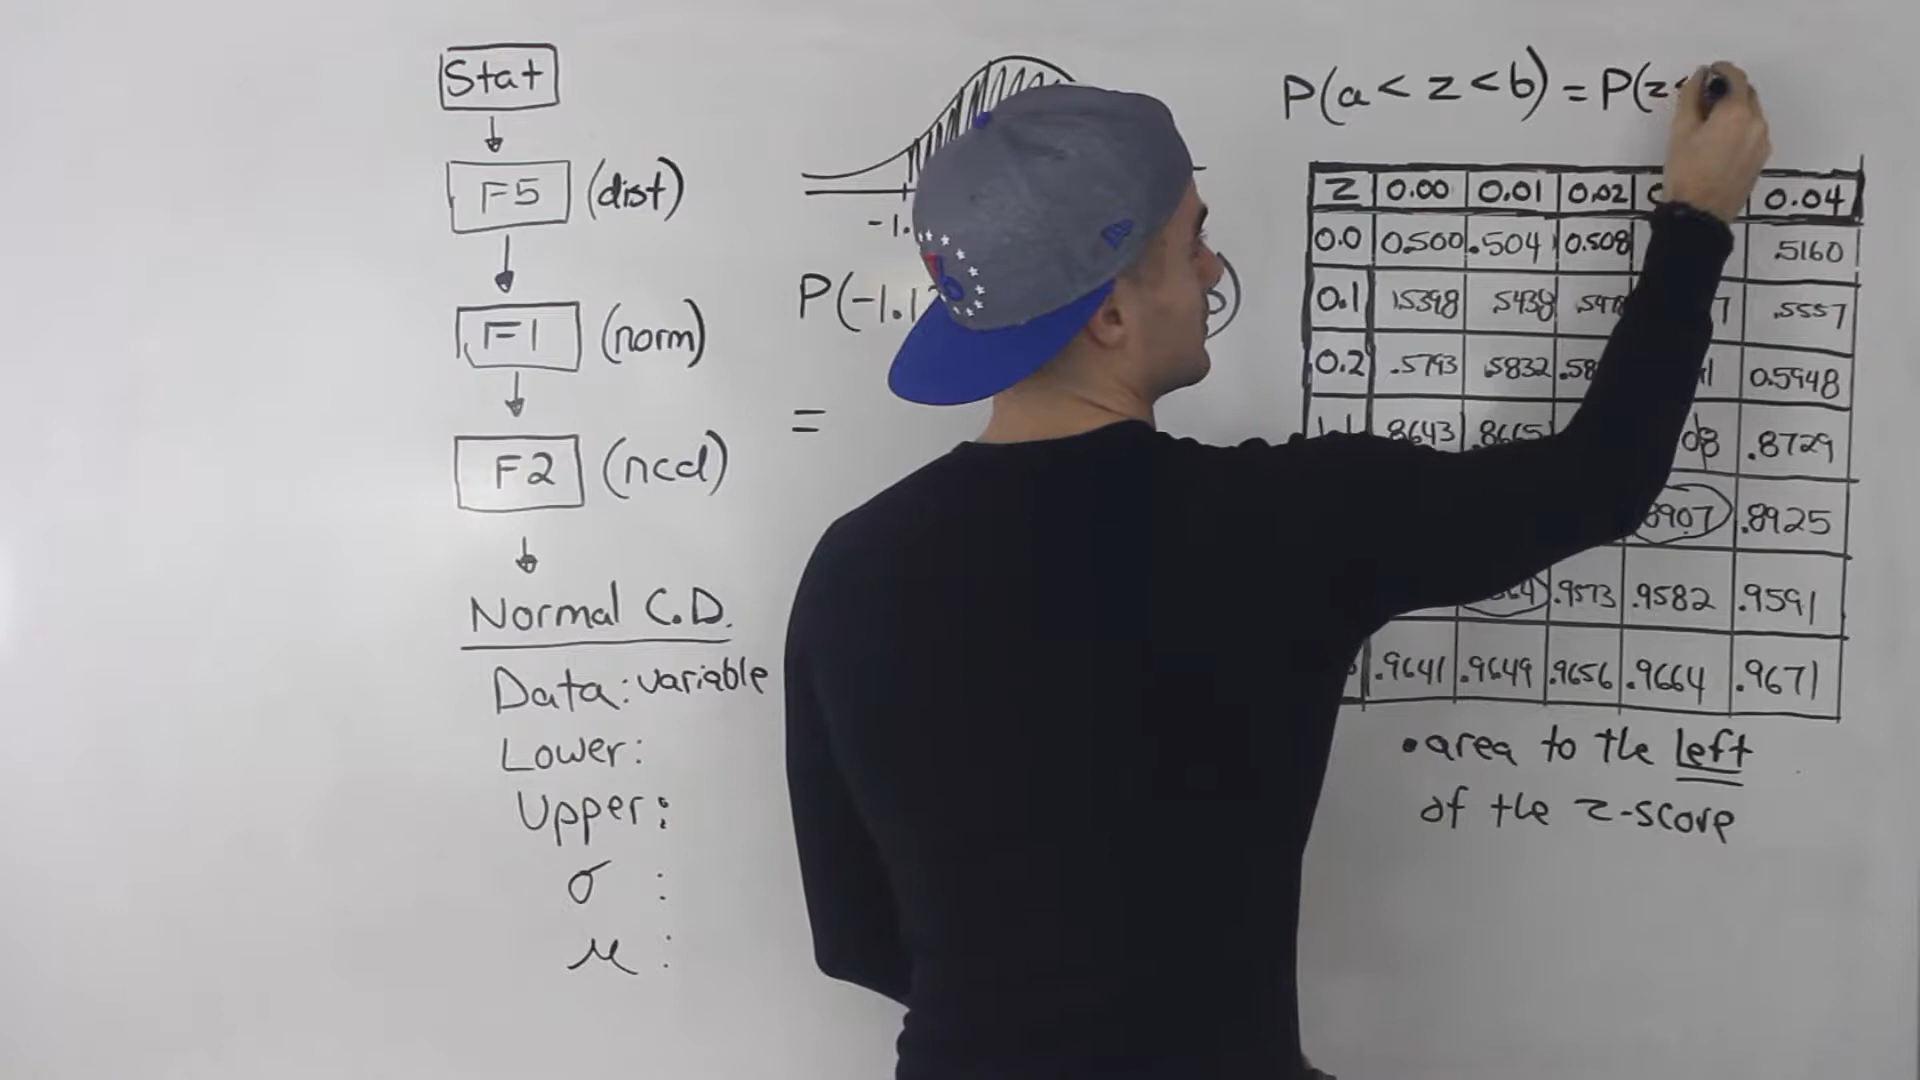 Stat
F5 (dist)
F1 (norm)
F2 (ncd)
Normal C.D.
Data: variable
Lower:
Upper:
σ :
μ :
-1.
P(-1.1
)
=
P(a < z < b) = P(z<
Z 0.00 0.01 0.02 0.04
0.0 0.500 .504 0.508 .5160
0.1 .5398 .5438 .5557
0.2 .5793 .5832 0.5948
.8643 .8665 .8729
.8907 .8925
.9573 .9582 .9591
.9641 .9649 .9656 .9664 .9671
• area to the left
of the z-score